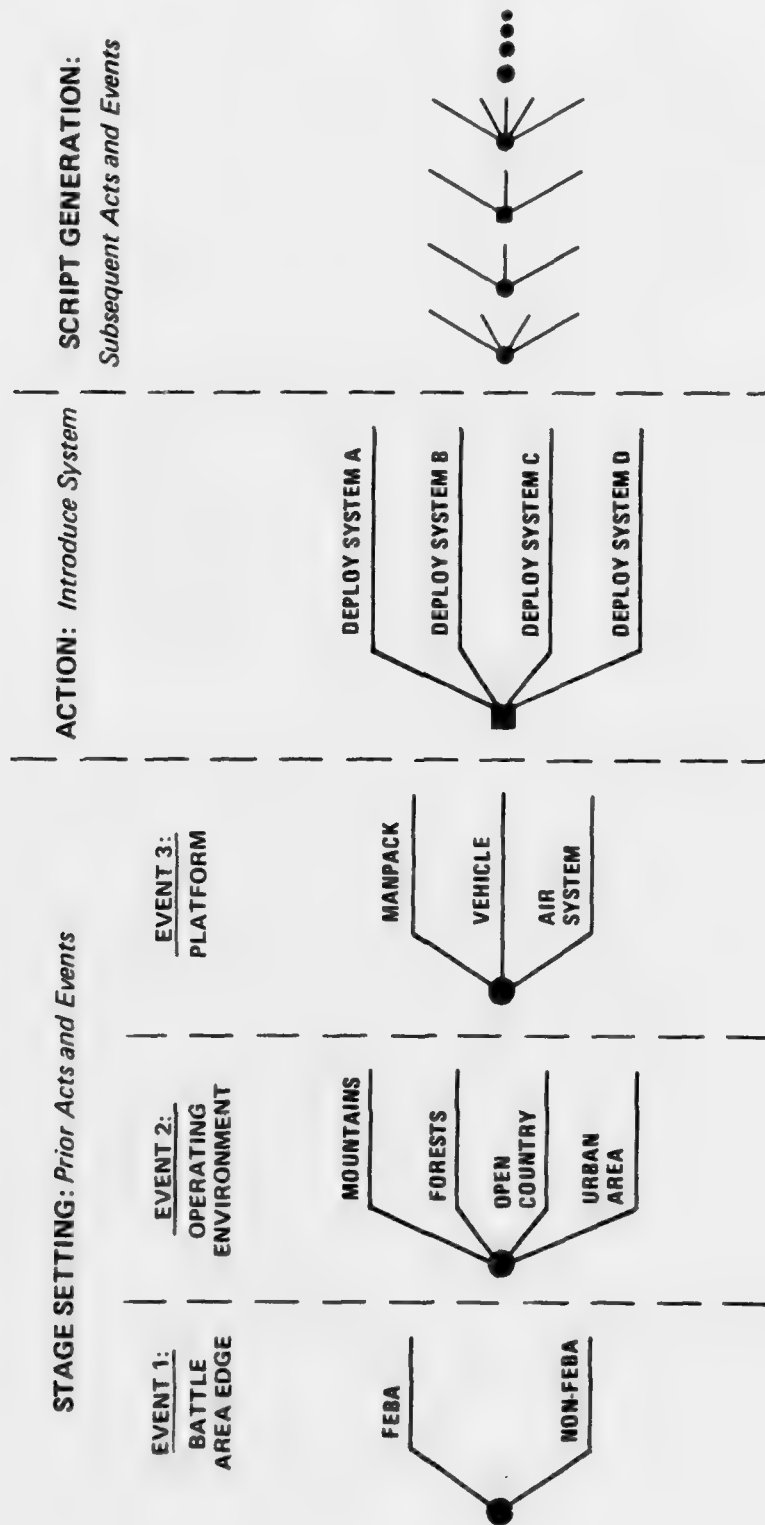 STAGE SETTING: Prior Acts and Events
EVENT 1:
BATTLE
AREA EDGE
FEBA
NON-FEBA
EVENT 2:
OPERATING
ENVIRONMENT
MOUNTAINS
FORESTS
OPEN
COUNTRY
URBAN
AREA
EVENT 3:
PLATFORM
MANPACK
VEHICLE
AIR
SYSTEM
ACTION: Introduce System
DEPLOY SYSTEM A
DEPLOY SYSTEM B
DEPLOY SYSTEM C
DEPLOY SYSTEM D
SCRIPT GENERATION:
Subsequent Acts and Events